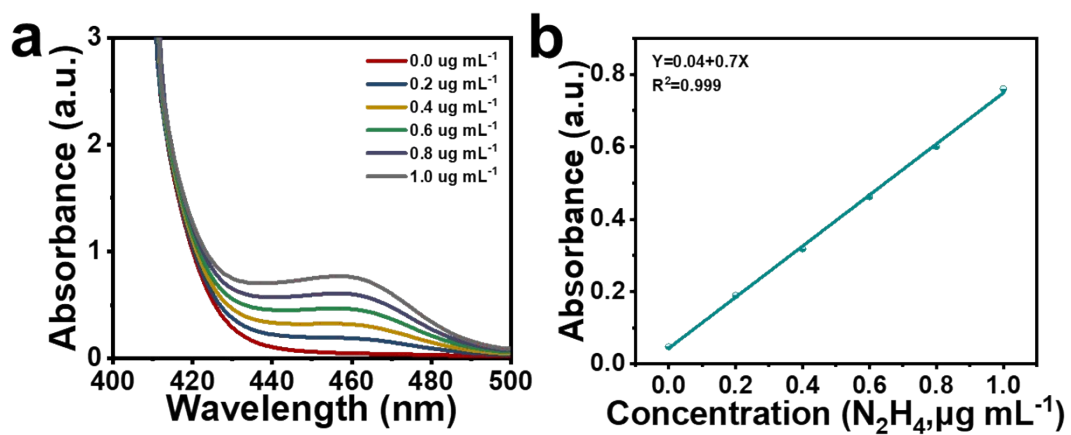 a
Absorbance (a.u.)
3
2
1
0
400
420
440
460
480
500
Wavelength (nm)
0.0 ug mL⁻¹
0.2 ug mL⁻¹
0.4 ug mL⁻¹
0.6 ug mL⁻¹
0.8 ug mL⁻¹
1.0 ug mL⁻¹
b
Absorbance (a.u.)
0.8
0.6
0.4
0.2
0.0
Y=0.04+0.7X
R²=0.999
0.0
0.2
0.4
0.6
0.8
1.0
Concentration (N₂H₄,µg mL⁻¹)